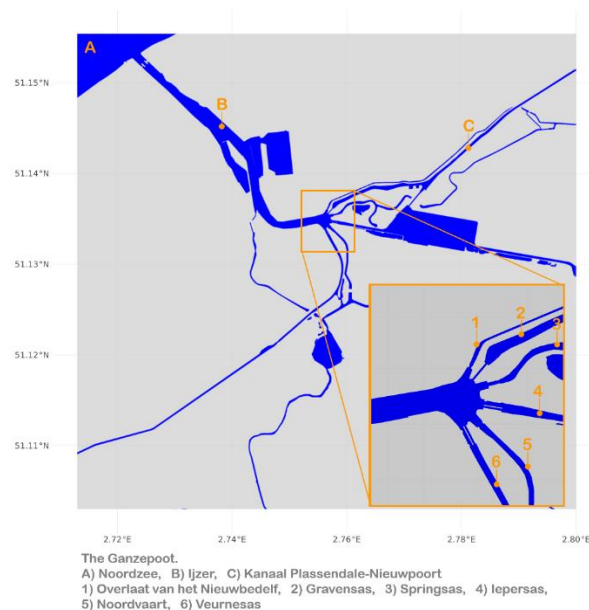 A
51.15°N
B
C
51.14°N
51.13°N
1
2
3
51.12°N
4
51.11°N
5
6
2.72°E 2.74°E 2.76°E 2.78°E 2.80°E
The Ganzepoot.
A) Noordzee, B) Ijzer, C) Kanaal Plassendale-Nieuwpoort
1) Overlaat van het Nieuwbedelf, 2) Gravensas, 3) Springsas, 4) Iepersas,
5) Noordvaart, 6) Veurnesas